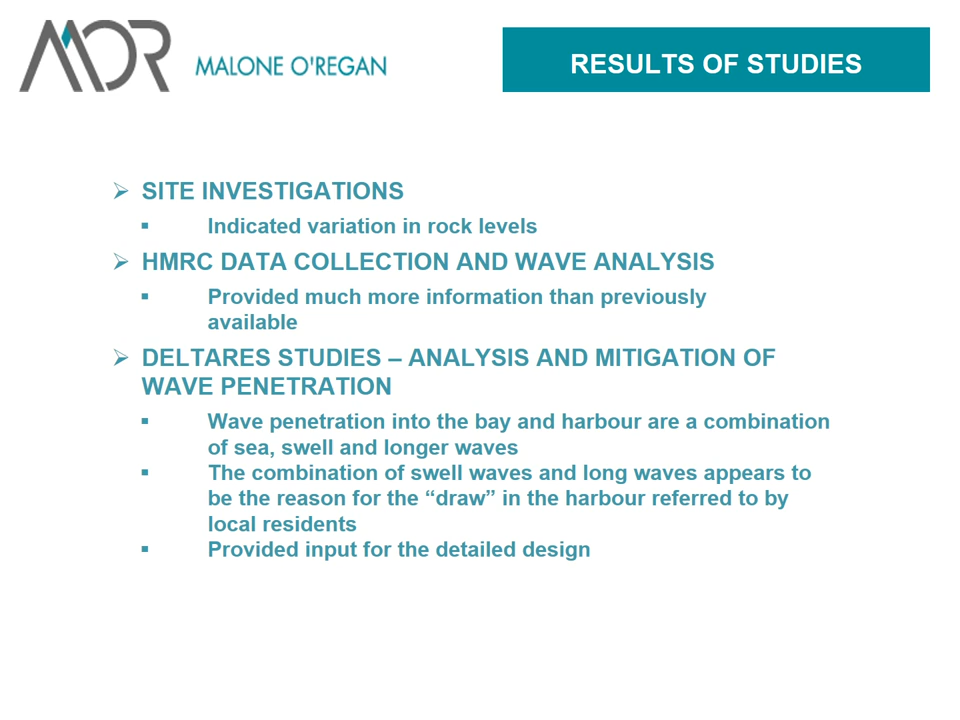 MOR MALONE O'REGAN
RESULTS OF STUDIES
➢ SITE INVESTIGATIONS
▪ Indicated variation in rock levels
➢ HMRC DATA COLLECTION AND WAVE ANALYSIS
▪ Provided much more information than previously
available
➢ DELTARES STUDIES – ANALYSIS AND MITIGATION OF
WAVE PENETRATION
▪ Wave penetration into the bay and harbour are a combination
of sea, swell and longer waves
▪ The combination of swell waves and long waves appears to
be the reason for the “draw” in the harbour referred to by
local residents
▪ Provided input for the detailed design